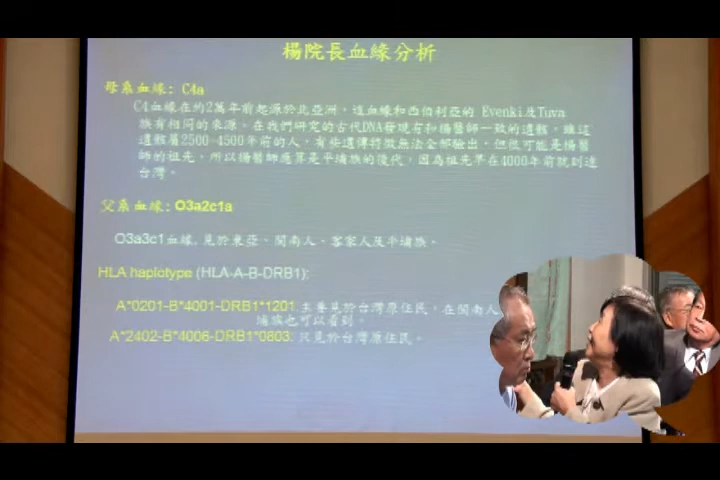 楊院長血緣分析
母系血緣: C4a
C4血緣在約2萬年前起源於北亞洲，這血緣和西伯利亞的 Evenki及Tuva
族有相同的來源。在我們研究的古代DNA發現有和楊醫師一致的遺骸，雖這
遺骸屬2500-4500年前的人，有些遺傳特徵無法全部驗出，但很可能是楊醫
師的祖先，所以楊醫師應算是平埔族的後代，因為祖先早在4000年前就到達
台灣。
父系血緣: O3a2c1a
O3a3c1血緣, 見於東亞、閩南人、客家人及平埔族。
HLA haplotype (HLA-A-B-DRB1):
A*0201-B*4001-DRB1*1201 主要見於台灣原住民，在閩南人
埔族也可以看到。
A*2402-B*4006-DRB1*0803: 只見於台灣原住民。